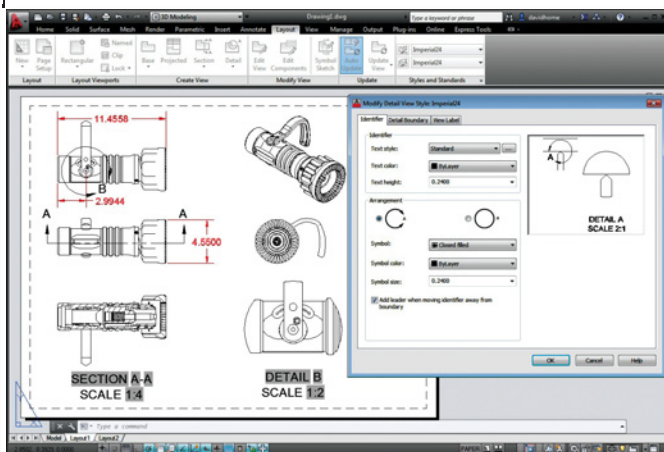 3D Modeling
Drawing1.dwg
Type a keyword or phrase
davidhome
Home Solid Surface Mesh Render Parametric Insert Annotate Layout View Manage Output Plug-ins Online Express Tools
New
Page Setup
Rectangular
Named
Clip
Lock
Base
Projected
Section
Detail
Edit View
Edit Components
Symbol Sketch
Auto Update
Update View
Imperial24
Imperial24
Layout
Layout Viewports
Create View
Modify View
Update
Styles and Standards
11.4558
B
2.9944
A
A
4.5500
SECTION A-A
SCALE 1:4
DETAIL B
SCALE 1:2
Modify Detail View Style: Imperial24
Identifier Detail Boundary View Label
Identifier
Text style: Standard
Text color: ByLayer
Text height: 0.2400
Arrangement
A
A
Symbol: Closed filled
Symbol color: ByLayer
Symbol size: 0.2400
Add leader when moving identifier away from
boundary
A
DETAIL A
SCALE 2:1
OK Cancel Help
Type a command
Model Layout1 Layout2
PAPER